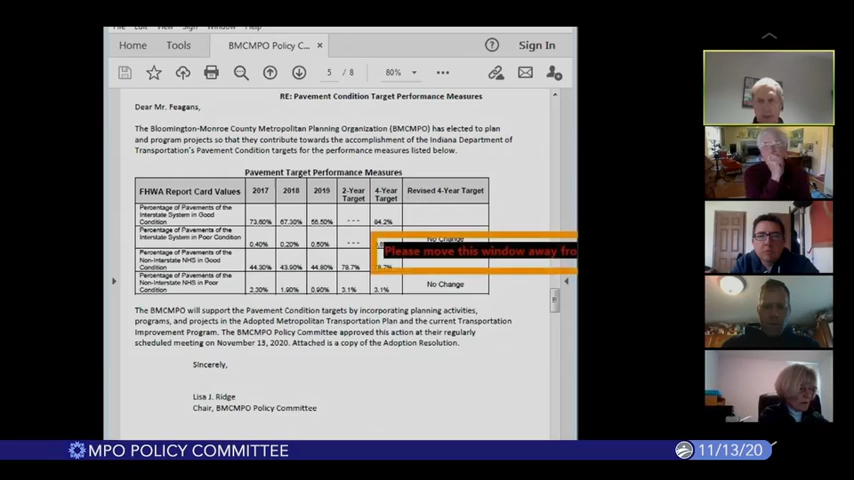 File Edit View Sign Window Help
Home Tools BMCMPO Policy C... × ? Sign In
5 / 8 80%
RE: Pavement Condition Target Performance Measures
Dear Mr. Feagans,
The Bloomington-Monroe County Metropolitan Planning Organization (BMCMPO) has elected to plan
and program projects so that they contribute towards the accomplishment of the Indiana Department of
Transportation's Pavement Condition targets for the performance measures listed below.
Pavement Target Performance Measures
FHWA Report Card Values 2017 2018 2019 2-Year Target 4-Year Target Revised 4-Year Target
Percentage of Pavements of the
Interstate System in Good
Condition 73.60% 67.30% 56.50% --- 84.2%
Percentage of Pavements of the
Interstate System in Poor Condition 0.40% 0.20% 0.50% --- No Change
Please move this window away fro
Percentage of Pavements of the
Non-Interstate NHS in Good
Condition 44.30% 43.90% 44.80% 78.7% 78.7%
Percentage of Pavements of the
Non-Interstate NHS in Poor
Condition 2.30% 1.90% 0.90% 3.1% 3.1% No Change
The BMCMPO will support the Pavement Condition targets by incorporating planning activities,
programs, and projects in the Adopted Metropolitan Transportation Plan and the current Transportation
Improvement Program. The BMCMPO Policy Committee approved this action at their regularly
scheduled meeting on November 13, 2020. Attached is a copy of the Adoption Resolution.
Sincerely,
Lisa J. Ridge
Chair, BMCMPO Policy Committee
MPO POLICY COMMITTEE 11/13/20